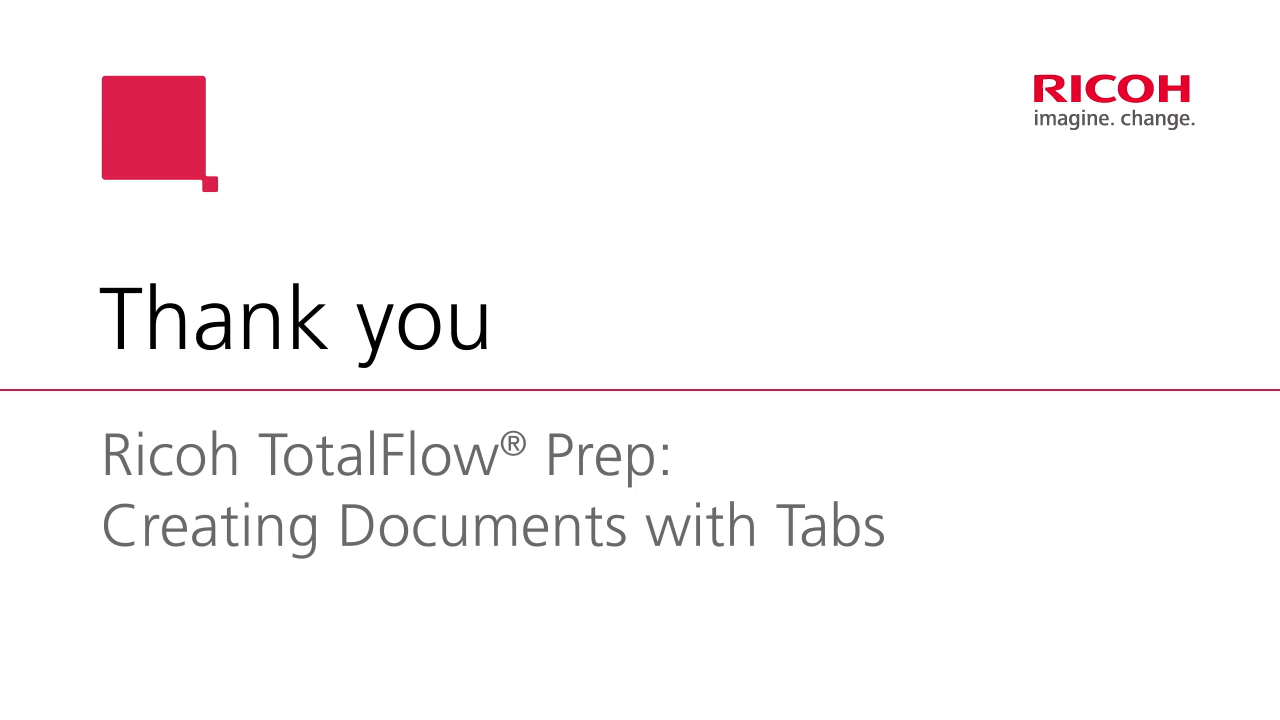 RICOH
imagine. change.
Thank you
Ricoh TotalFlow® Prep:
Creating Documents with Tabs